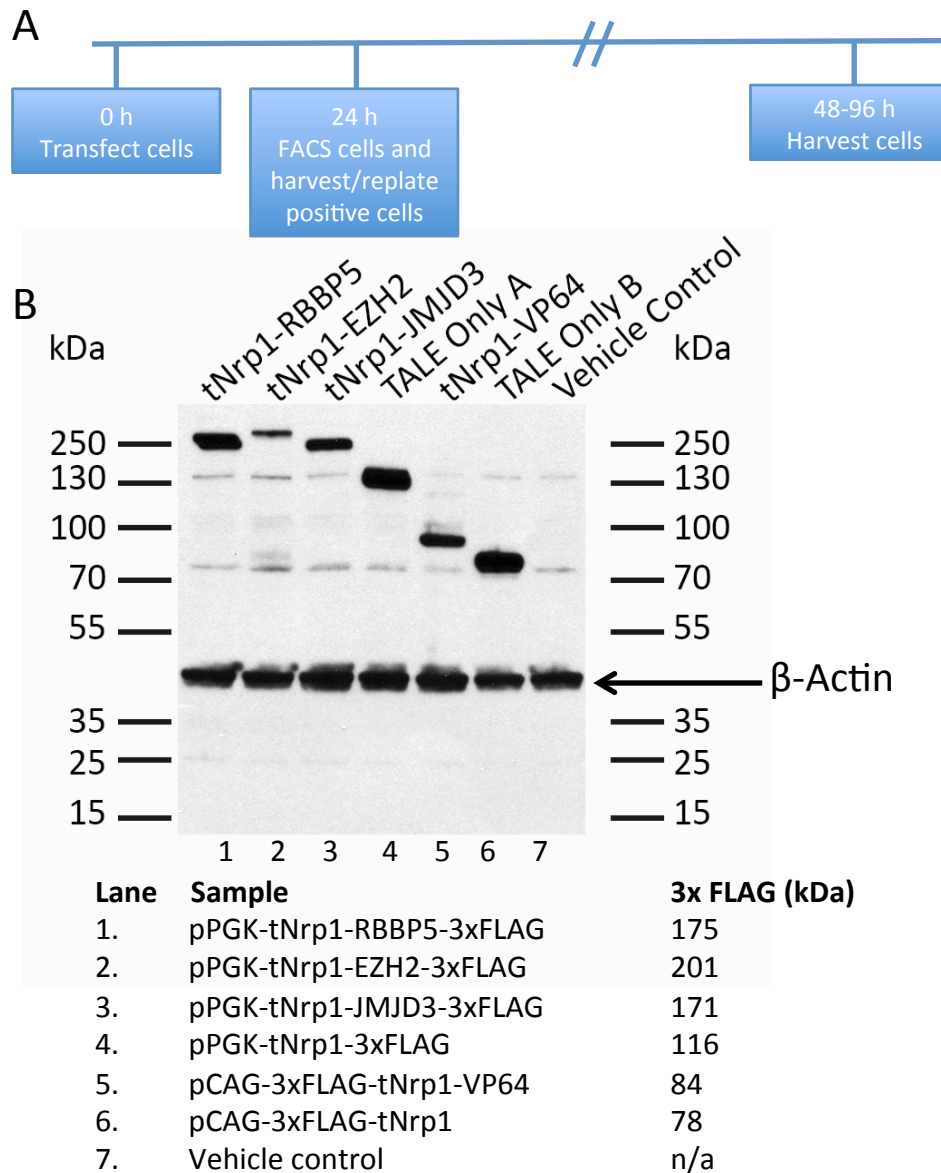 A
0 h
Transfect cells
24 h
FACS cells and
harvest/replate
positive cells
48-96 h
Harvest cells
B
kDa
tNrp1-RBBP5
tNrp1-EZH2
tNrp1-JMJD3
TALE Only A
tNrp1-VP64
TALE Only B
Vehicle Control
kDa
250 250
130 130
100 100
70 70
55 55
β-Actin
35 35
25 25
15 15
1 2 3 4 5 6 7
Lane Sample 3x FLAG (kDa)
1. pPGK-tNrp1-RBBP5-3xFLAG 175
2. pPGK-tNrp1-EZH2-3xFLAG 201
3. pPGK-tNrp1-JMJD3-3xFLAG 171
4. pPGK-tNrp1-3xFLAG 116
5. pCAG-3xFLAG-tNrp1-VP64 84
6. pCAG-3xFLAG-tNrp1 78
7. Vehicle control n/a